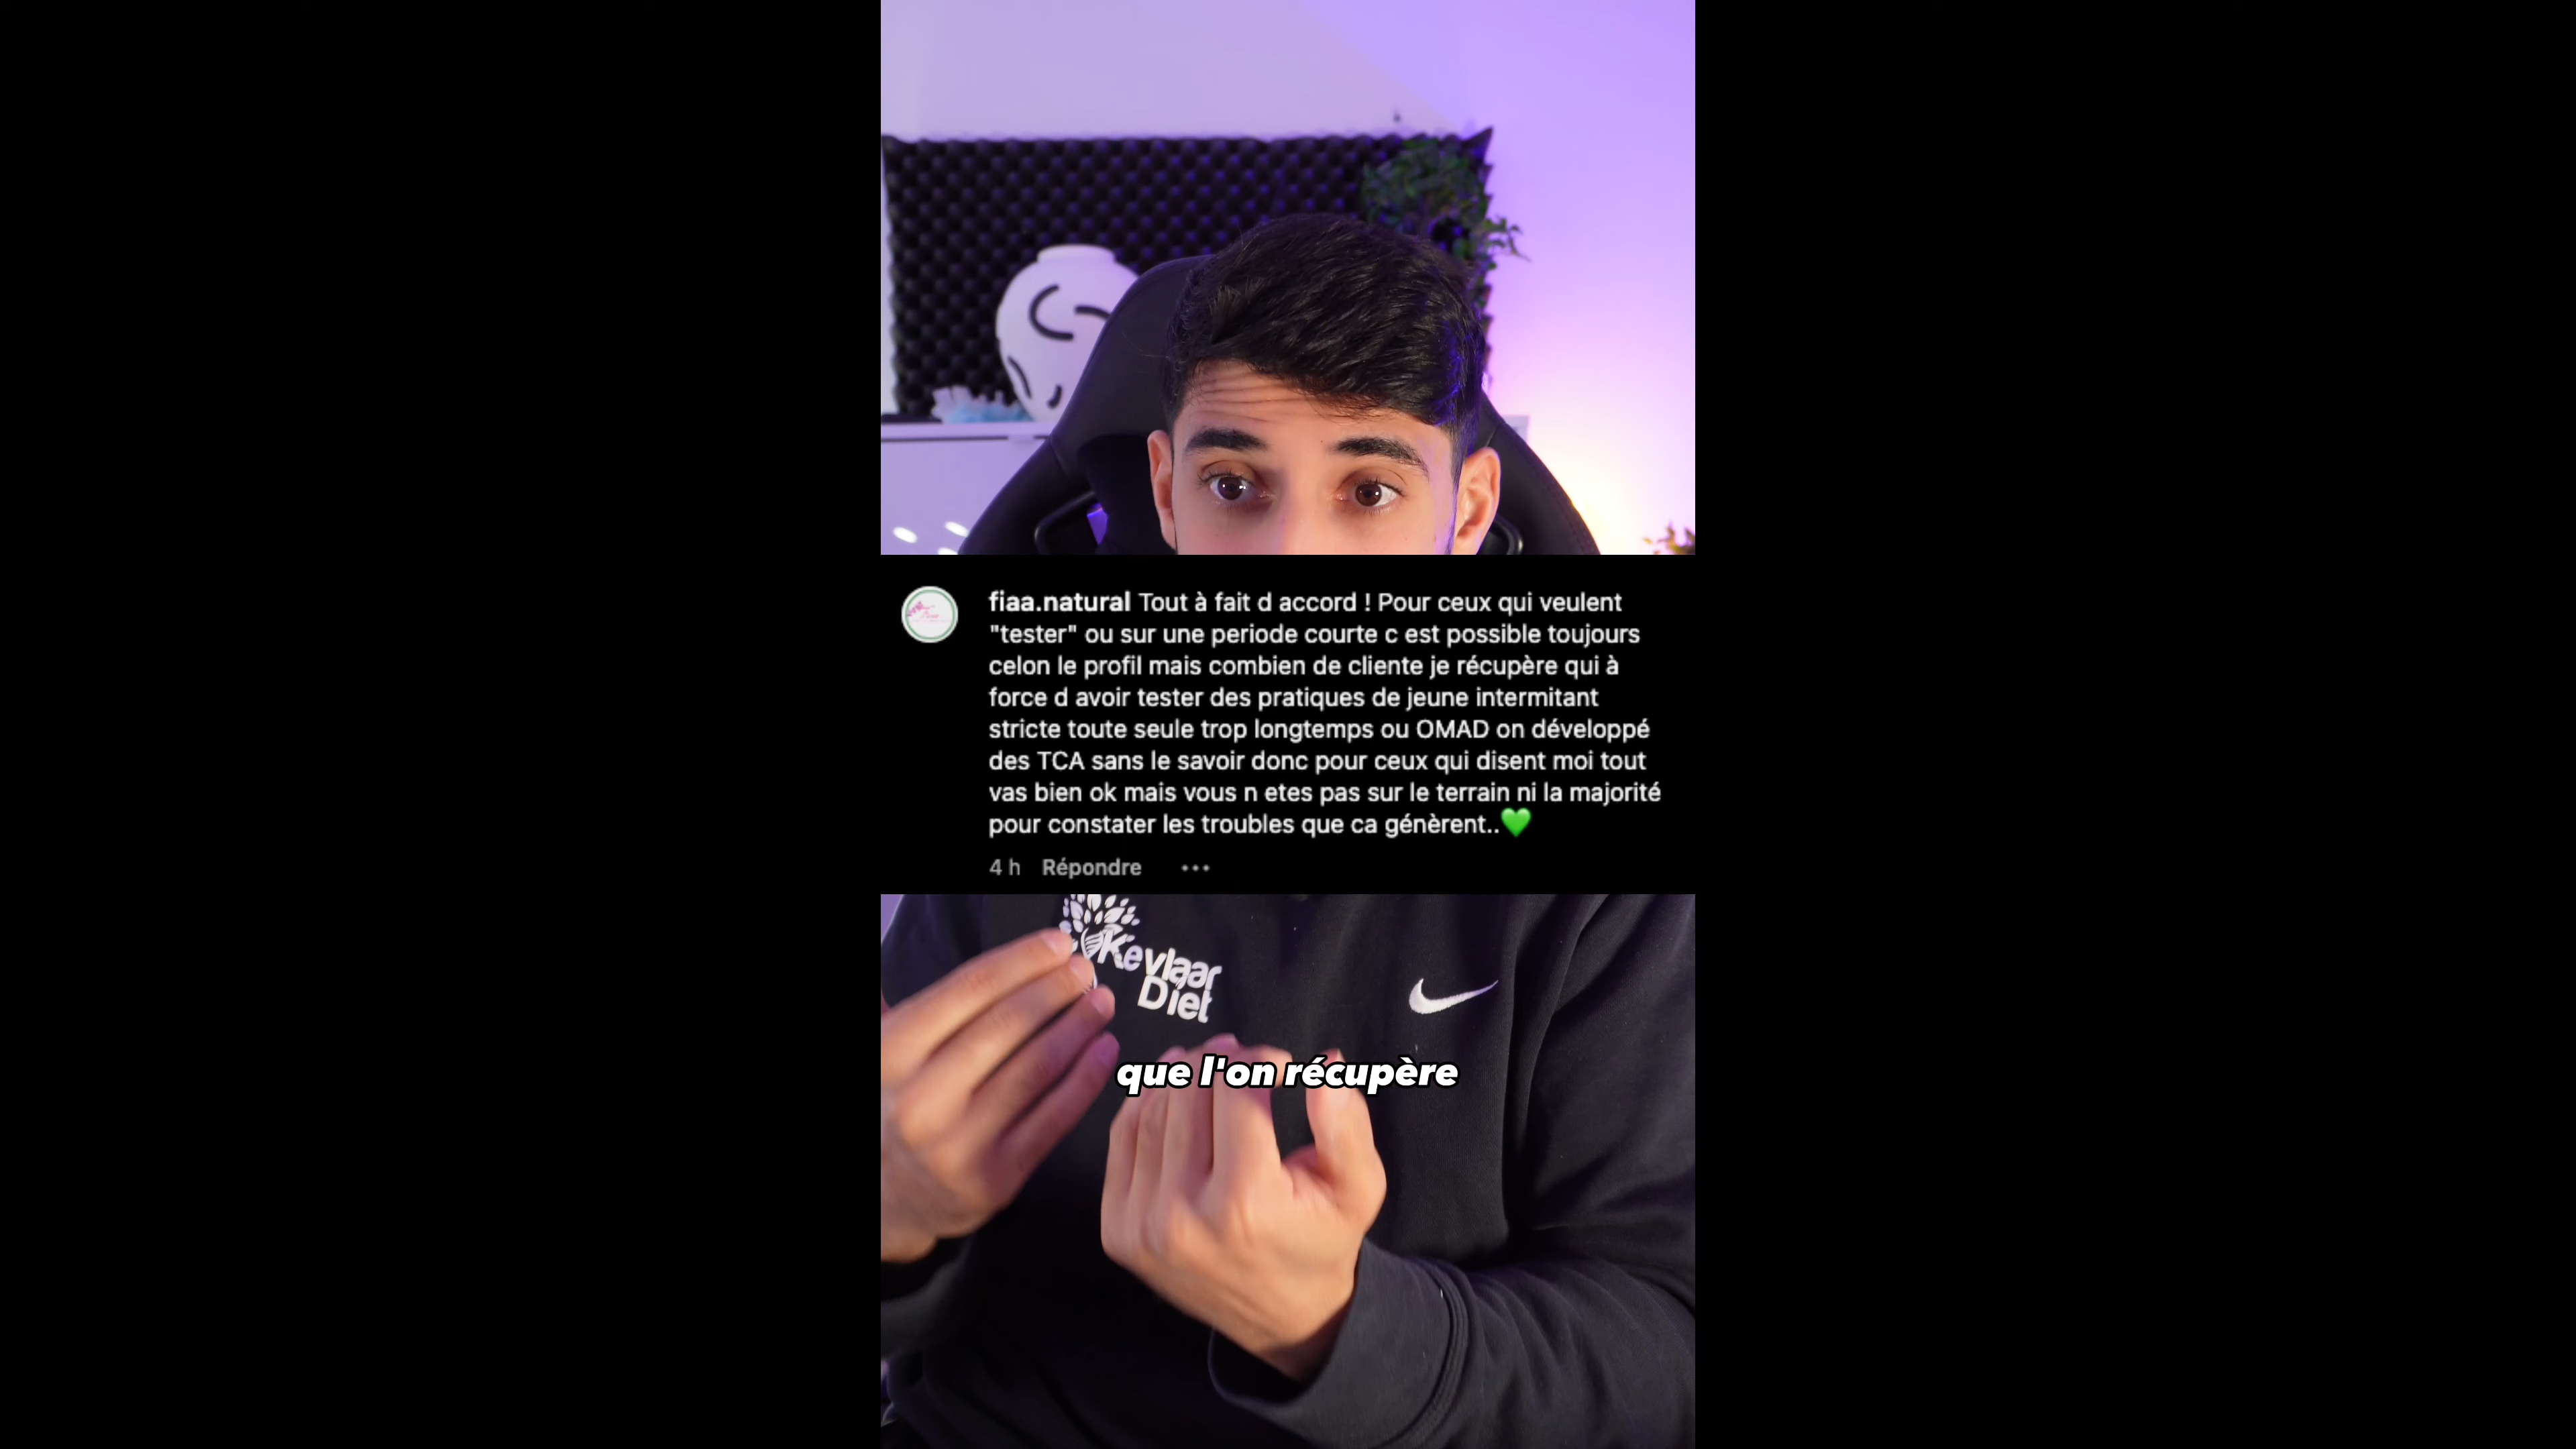 fiaa.natural Tout à fait d accord ! Pour ceux qui veulent
"tester" ou sur une periode courte c est possible toujours
celon le profil mais combien de cliente je récupère qui à
force d avoir tester des pratiques de jeune intermitant
stricte toute seule trop longtemps ou OMAD on développé
des TCA sans le savoir donc pour ceux qui disent moi tout
vas bien ok mais vous n etes pas sur le terrain ni la majorité
pour constater les troubles que ca génèrent..💚
4 h Répondre ...
Kevlaar
Diet
que l'on récupère